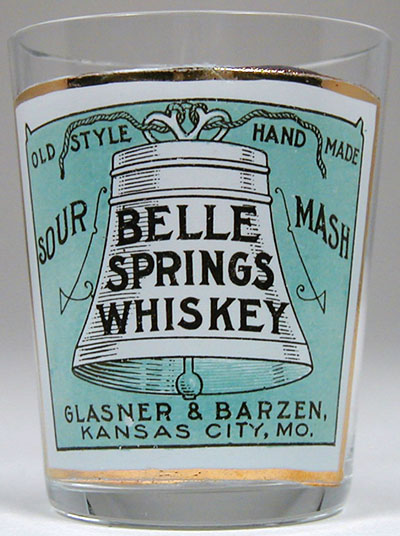 OLD STYLE HAND MADE
SOUR MASH
BELLE
SPRINGS
WHISKEY
GLASNER & BARZEN,
KANSAS CITY, MO.